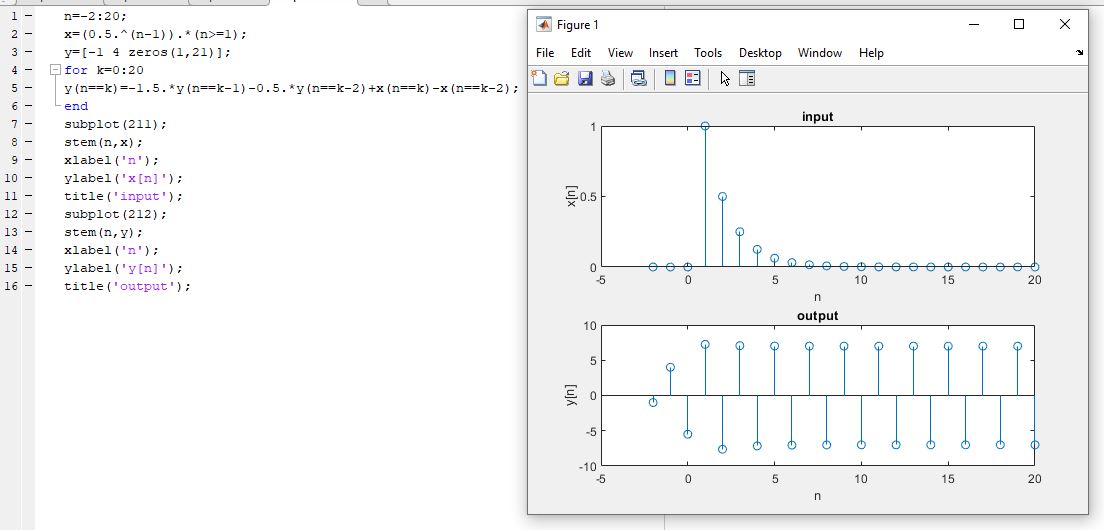 1 – n=-2:20;
2 – x=(0.5.^(n-1)).*(n>=1);
3 – y=[-1 4 zeros(1,21)];
4 – for k=0:20
5 – y(n==k)=-1.5.*y(n==k-1)-0.5.*y(n==k-2)+x(n==k)-x(n==k-2);
6 – end
7 – subplot(211);
8 – stem(n,x);
9 – xlabel('n');
10 – ylabel('x[n]');
11 – title('input');
12 – subplot(212);
13 – stem(n,y);
14 – xlabel('n');
15 – ylabel('y[n]');
16 – title('output');
Figure 1
File Edit View Insert Tools Desktop Window Help
input
1
0.5
0
x[n]
-5 0 5 10 15 20
n
output
10
5
0
-5
-10
y[n]
-5 0 5 10 15 20
n